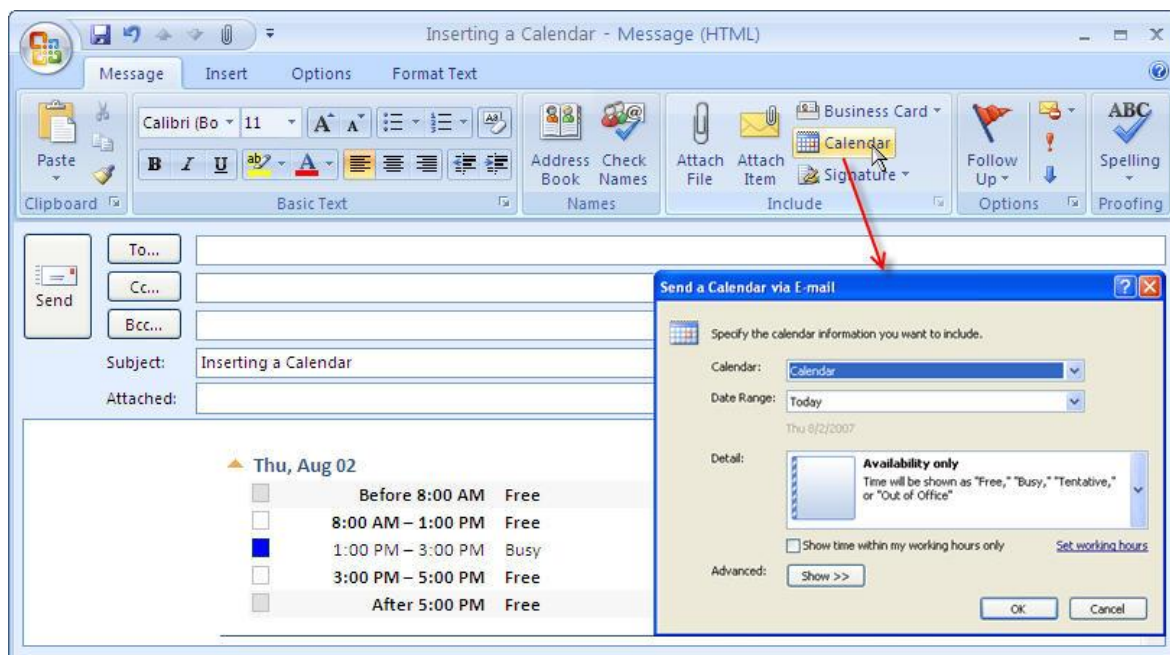 Inserting a Calendar - Message (HTML)
Message Insert Options Format Text
Calibri (Bo 11 A A Aa
Business Card
ABC
Calendar
Paste B I U ab A Address Book Check Names Attach File Attach Item Signature Follow Up Spelling
Clipboard Basic Text Names Include Options Proofing
To...
Send
Cc...
Bcc...
Subject: Inserting a Calendar
Attached:
Thu, Aug 02
Before 8:00 AM Free
8:00 AM – 1:00 PM Free
1:00 PM – 3:00 PM Busy
3:00 PM – 5:00 PM Free
After 5:00 PM Free
Send a Calendar via E-mail
Specify the calendar information you want to include.
Calendar: Calendar
Date Range: Today
Thu 8/2/2007
Detail: Availability only
Time will be shown as "Free," "Busy," "Tentative,"
or "Out of Office"
Show time within my working hours only Set working hours
Advanced: Show >>
OK Cancel